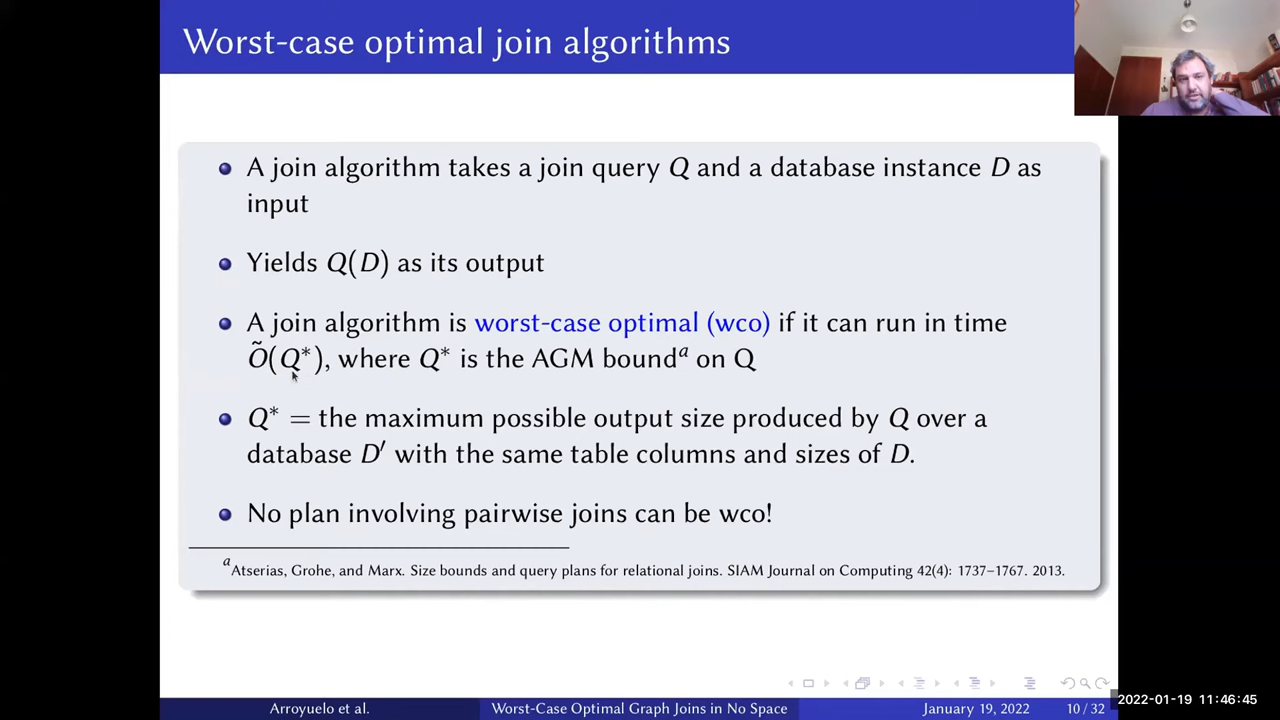 Worst-case optimal join algorithms
A join algorithm takes a join query Q and a database instance D as
input
Yields Q(D) as its output
A join algorithm is worst-case optimal (wco) if it can run in time
Õ(Q*), where Q* is the AGM boundᵃ on Q
Q* = the maximum possible output size produced by Q over a
database D′ with the same table columns and sizes of D.
No plan involving pairwise joins can be wco!
ᵃAtserias, Grohe, and Marx. Size bounds and query plans for relational joins. SIAM Journal on Computing 42(4): 1737–1767. 2013.
Arroyuelo et al. Worst-Case Optimal Graph Joins in No Space January 19, 2022 10 / 32
2022-01-19 11:46:45